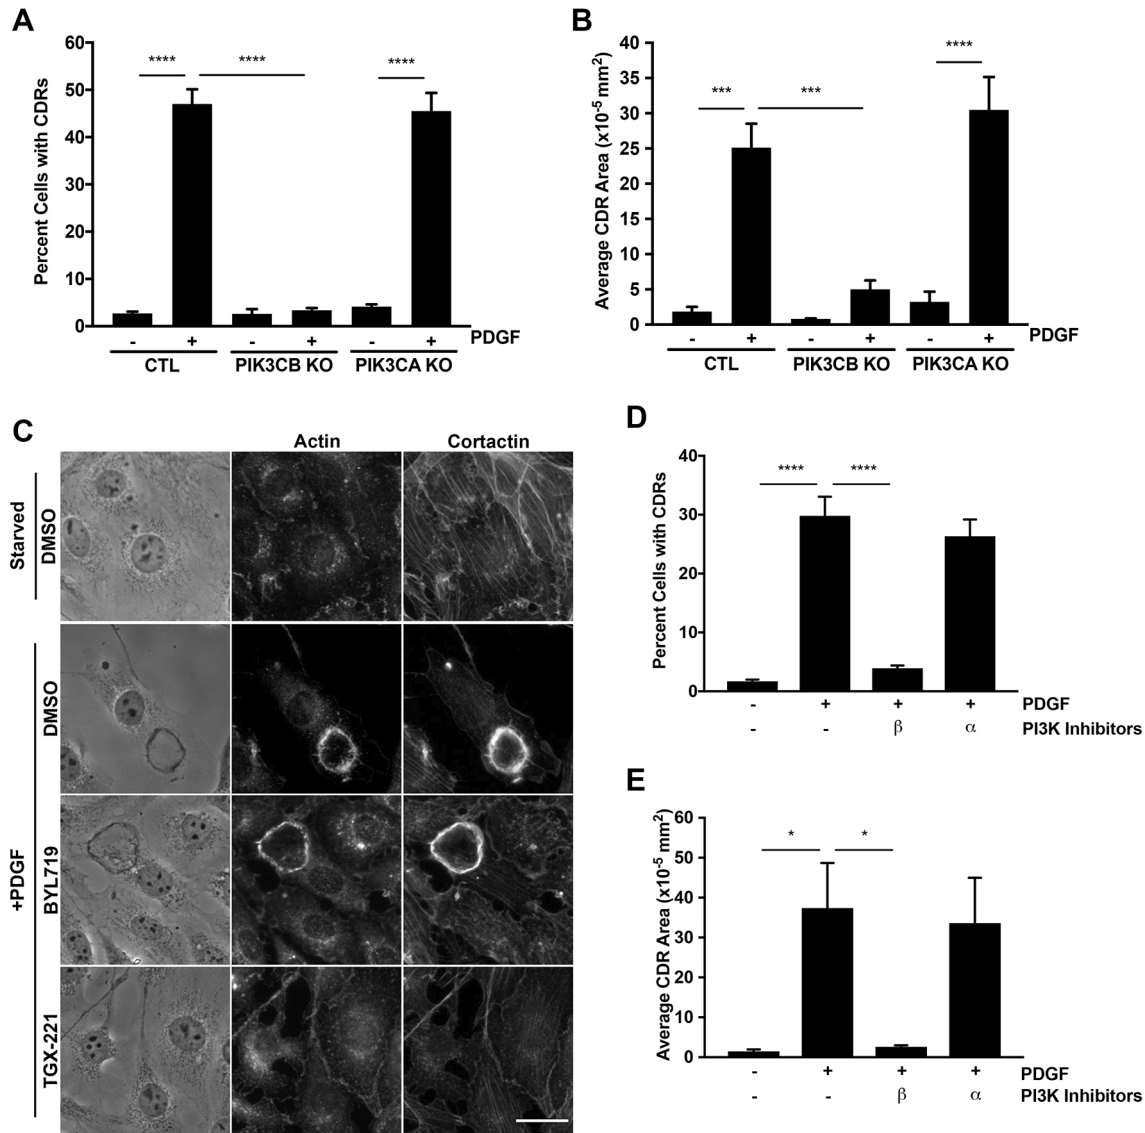 A
Percent Cells with CDRs
60
50
40
30
20
10
0
****
****
****
- + - + - + PDGF
CTL PIK3CB KO PIK3CA KO
B
Average CDR Area (x10-5 mm2)
40
35
30
25
20
15
10
5
0
***
***
****
- + - + - + PDGF
CTL PIK3CB KO PIK3CA KO
C
Actin Cortactin
Starved
DMSO
+PDGF
DMSO
BYL719
TGX-221
D
Percent Cells with CDRs
40
30
20
10
0
**** ****
- + + + PDGF
- - β α PI3K Inhibitors
E
Average CDR Area (x10-5 mm2)
60
50
40
30
20
10
0
* *
- + + + PDGF
- - β α PI3K Inhibitors